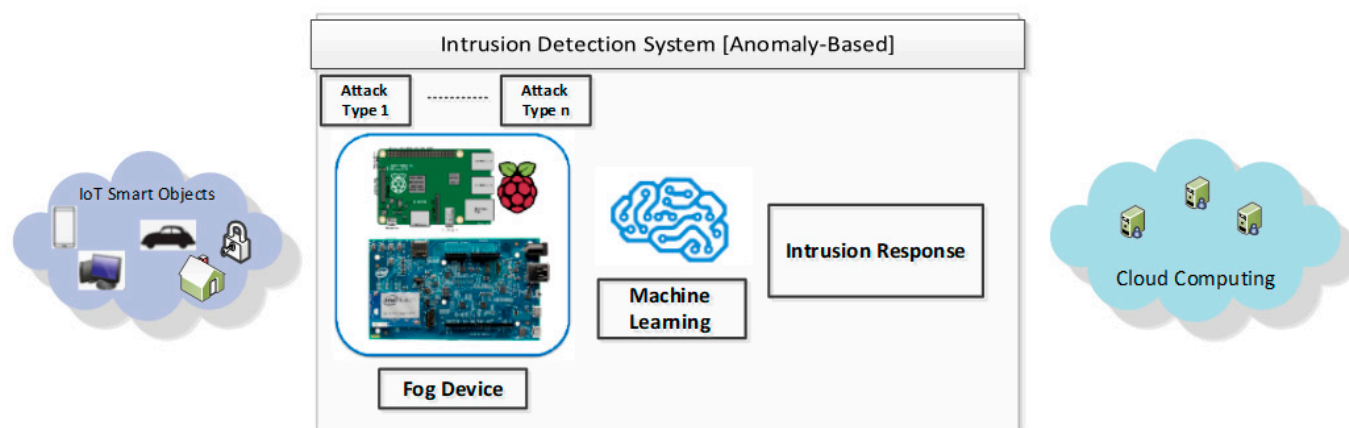 Intrusion Detection System [Anomaly-Based]
Attack
Type 1
Attack
Type n
IoT Smart Objects
Machine
Learning
Intrusion Response
Cloud Computing
Fog Device